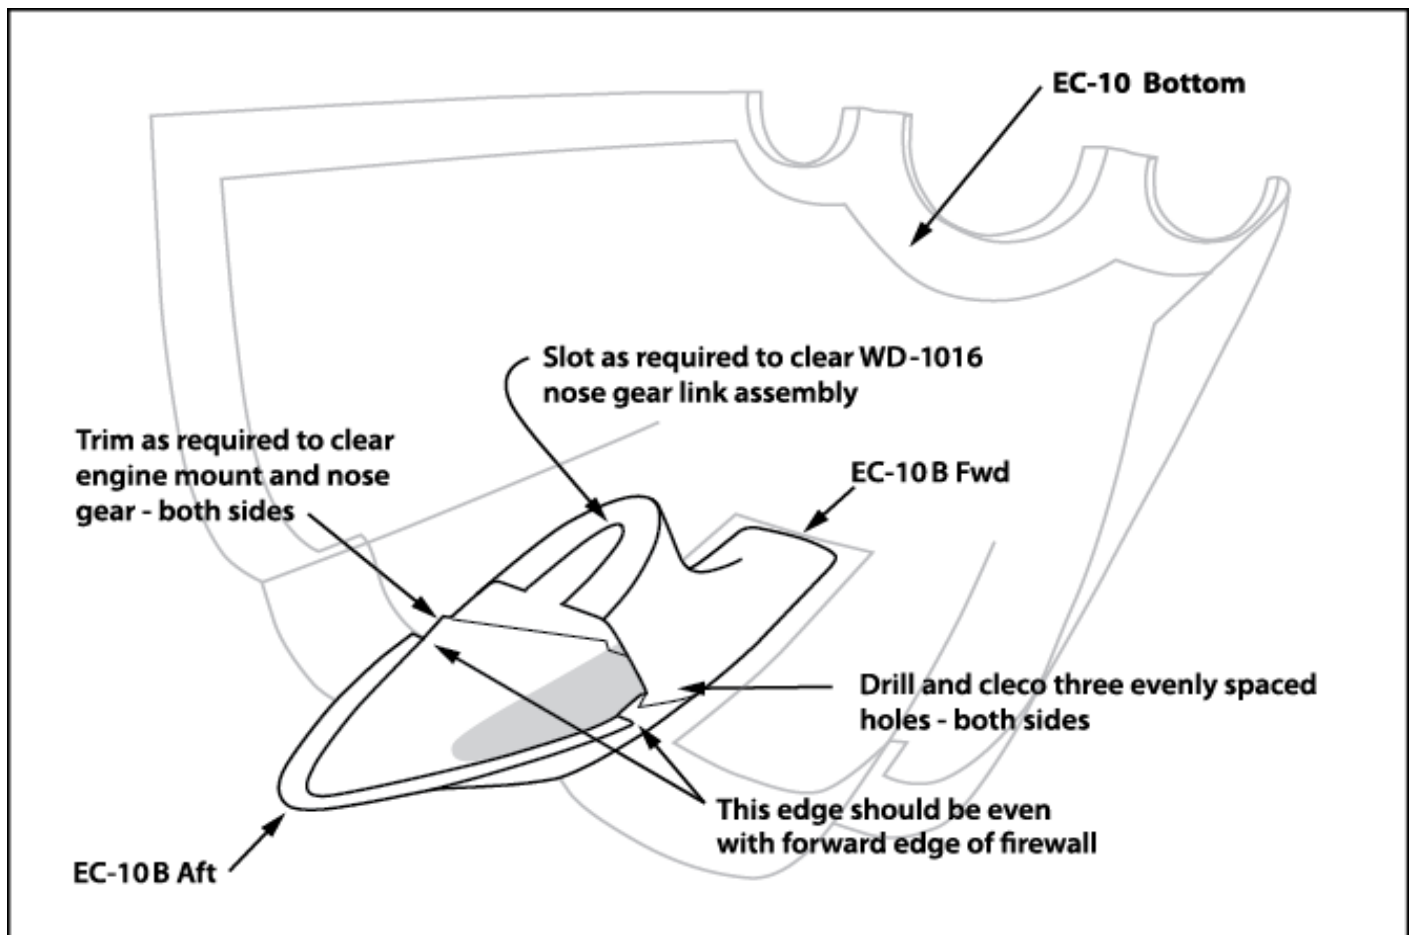 EC-10 Bottom
Slot as required to clear WD-1016
nose gear link assembly
Trim as required to clear
engine mount and nose
gear - both sides
EC-10B Fwd
Drill and cleco three evenly spaced
holes - both sides
This edge should be even
with forward edge of firewall
EC-10B Aft